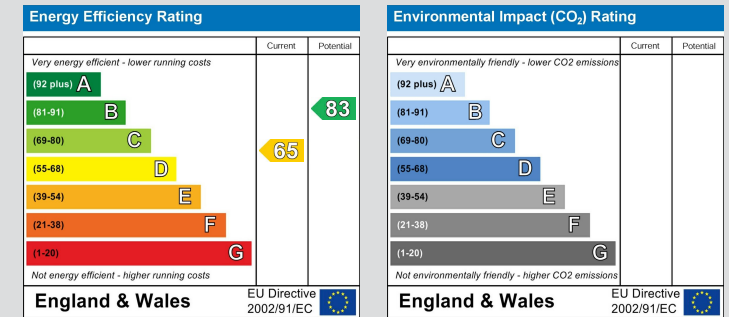 Energy Efficiency Rating
Current Potential
Very energy efficient - lower running costs
(92 plus) A
(81-91) B
83
(69-80) C
65
(55-68) D
(39-54) E
(21-38) F
(1-20) G
Not energy efficient - higher running costs
England & Wales
EU Directive
2002/91/EC
Environmental Impact (CO₂) Rating
Current Potential
Very environmentally friendly - lower CO2 emissions
(92 plus) A
(81-91) B
(69-80) C
(55-68) D
(39-54) E
(21-38) F
(1-20) G
Not environmentally friendly - higher CO2 emissions
England & Wales
EU Directive
2002/91/EC